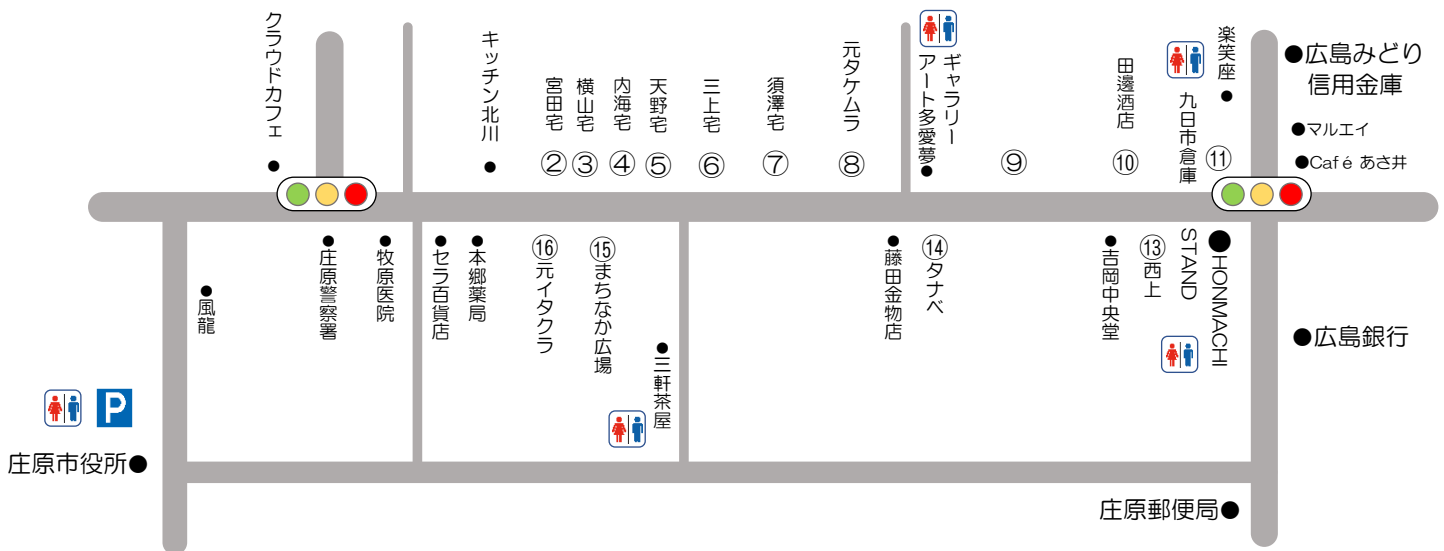 クラウドカフェ
キッチン北川
宮田宅
②
横山宅
③
内海宅
④
天野宅
⑤
三上宅
⑥
須澤宅
⑦
元タケムラ
⑧
ギャラリー
アート多愛夢
⑨
田邊酒店
⑩
九日市倉庫
楽笑座
⑪
広島みどり
信用金庫
マルエイ
Café あさ井
風龍
庄原警察署
牧原医院
セラ百貨店
本郷薬局
⑯元イタクラ
⑮まちなか広場
三軒茶屋
藤田金物店
⑭タナベ
吉岡中央堂
⑬西上
HONMACHI
STAND
広島銀行
P
庄原市役所
庄原郵便局